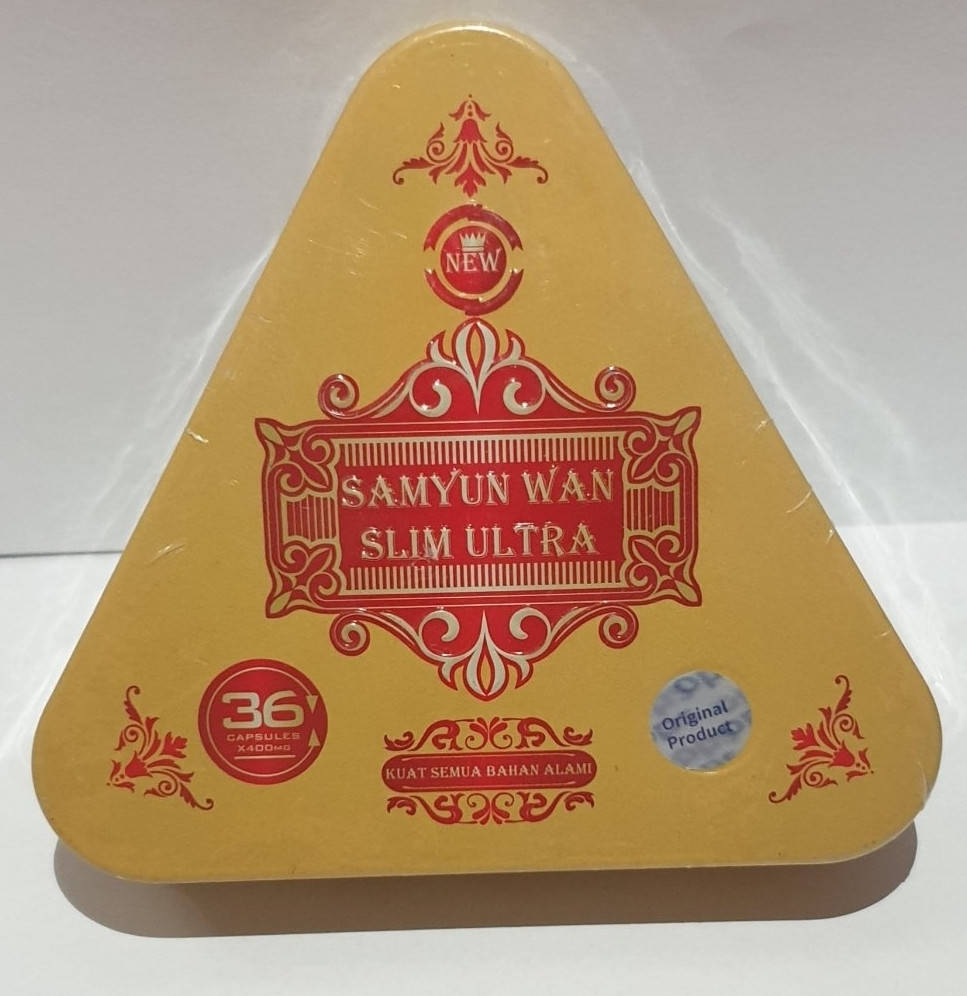 NEW
SAMYUN WAN
SLIM ULTRA
36
CAPSULES
X400MG
Original
Product
KUAT SEMUA BAHAN ALAMI